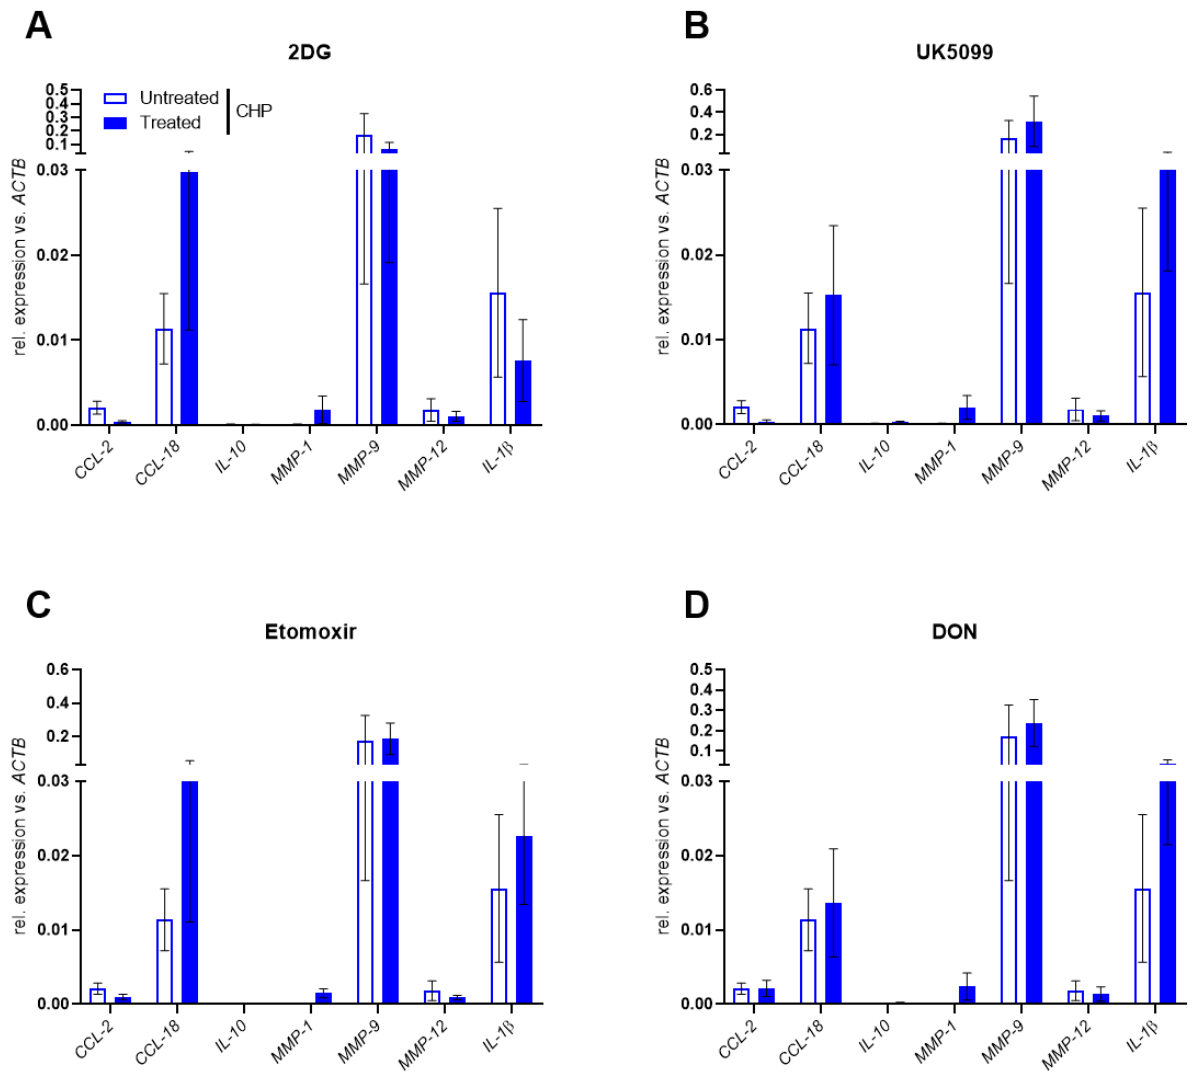 A
2DG
rel. expression vs. ACTB
0.5
0.4
0.3
0.2
0.1
0.03
0.02
0.01
0.00
Untreated
Treated
CHP
CCL-2
CCL-18
IL-10
MMP-1
MMP-9
MMP-12
IL-1β
B
UK5099
rel. expression vs. ACTB
0.6
0.4
0.2
0.03
0.02
0.01
0.00
CCL-2
CCL-18
IL-10
MMP-1
MMP-9
MMP-12
IL-1β
C
Etomoxir
rel. expression vs. ACTB
0.6
0.4
0.2
0.03
0.02
0.01
0.00
CCL-2
CCL-18
IL-10
MMP-1
MMP-9
MMP-12
IL-1β
D
DON
rel. expression vs. ACTB
0.5
0.4
0.3
0.2
0.1
0.03
0.02
0.01
0.00
CCL-2
CCL-18
IL-10
MMP-1
MMP-9
MMP-12
IL-1β